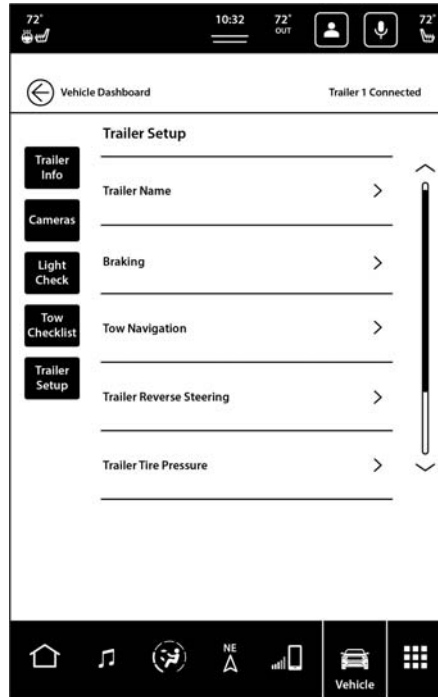 72°
10:32
72°
OUT
72°
Vehicle Dashboard
Trailer 1 Connected
Trailer Setup
Trailer
Info
Cameras
Light
Check
Tow
Checklist
Trailer
Setup
Trailer Name
Braking
Tow Navigation
Trailer Reverse Steering
Trailer Tire Pressure
NE
Vehicle